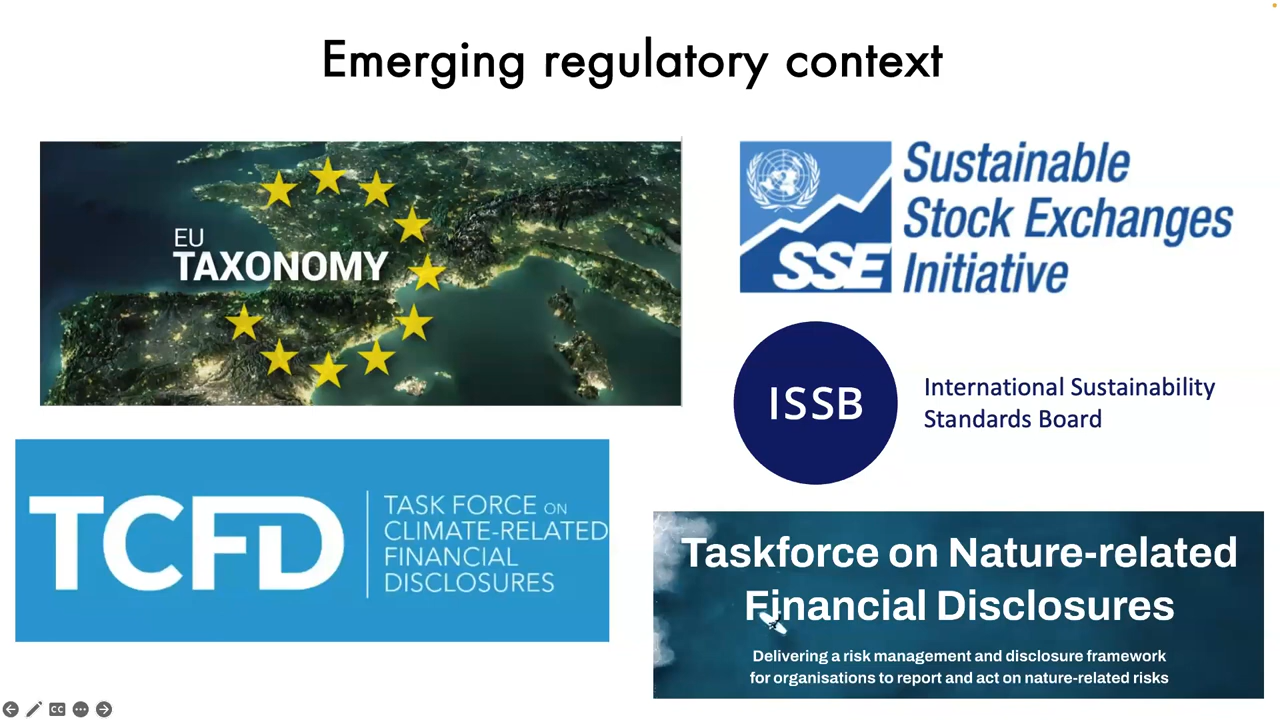 Emerging regulatory context
EU
TAXONOMY
SSE
Sustainable
Stock Exchanges
Initiative
ISSB
International Sustainability
Standards Board
TCFD
TASK FORCE ON
CLIMATE-RELATED
FINANCIAL
DISCLOSURES
Taskforce on Nature-related
Financial Disclosures
Delivering a risk management and disclosure framework
for organisations to report and act on nature-related risks
CC